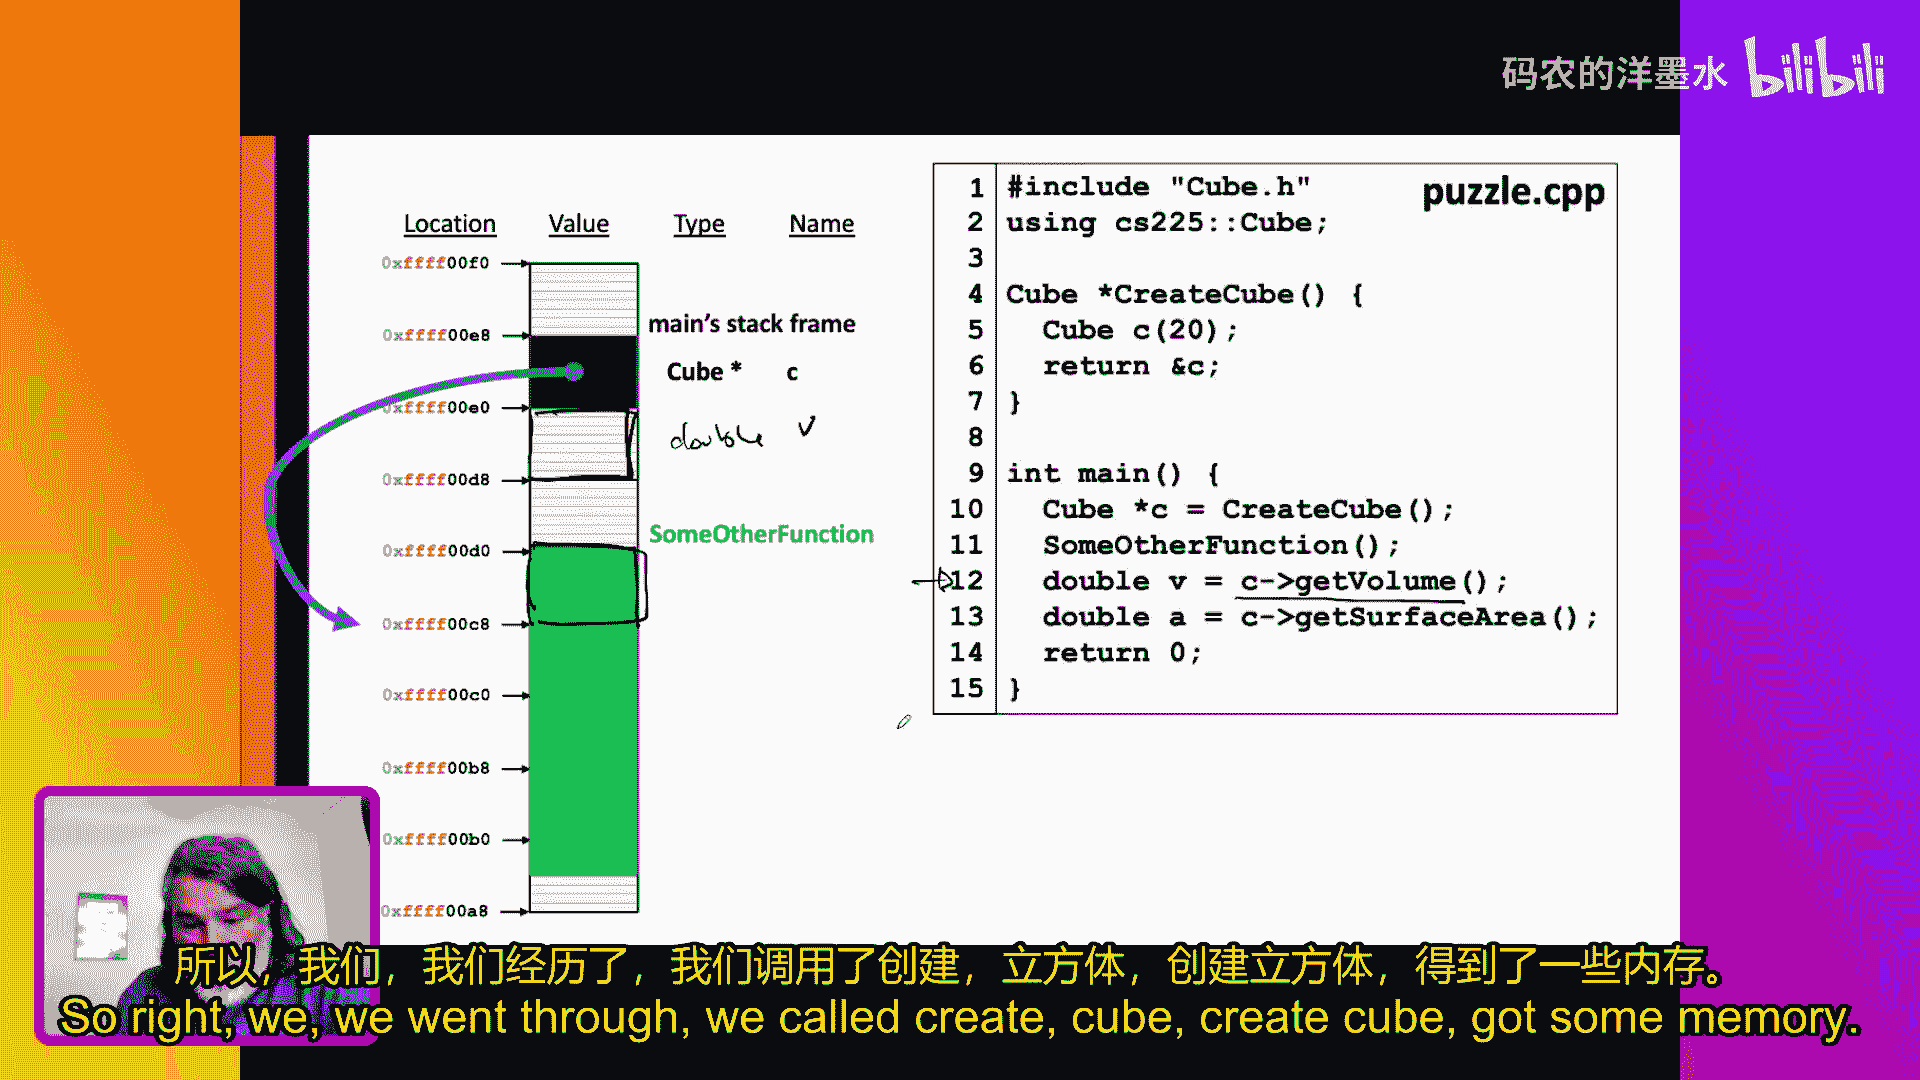 码农的洋墨水 bilibili
Location Value Type Name
0xffff00f0
main's stack frame
0xffff00e8
Cube * c
0xffff00e0
double v
0xffff00d8
SomeOtherFunction
0xffff00d0
0xffff00c8
0xffff00c0
0xffff00b8
0xffff00b0
0xffff00a8
puzzle.cpp
1 #include "Cube.h"
2 using cs225::Cube;
3
4 Cube *CreateCube() {
5 Cube c(20);
6 return &c;
7 }
8
9 int main() {
10 Cube *c = CreateCube();
11 SomeOtherFunction();
12 double v = c->getVolume();
13 double a = c->getSurfaceArea();
14 return 0;
15 }
所以，我们，我们经历了，我们调用了创建，立方体，创建立方体，得到了一些内存。
So right, we, we went through, we called create, cube, create cube, got some memory.